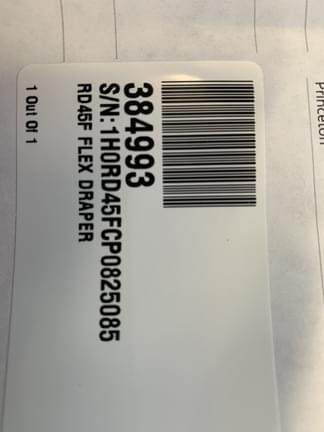 384993
S/N:1H0RD45FCP0825085
RD45F FLEX DRAPER
1 Out Of 1
Princeton